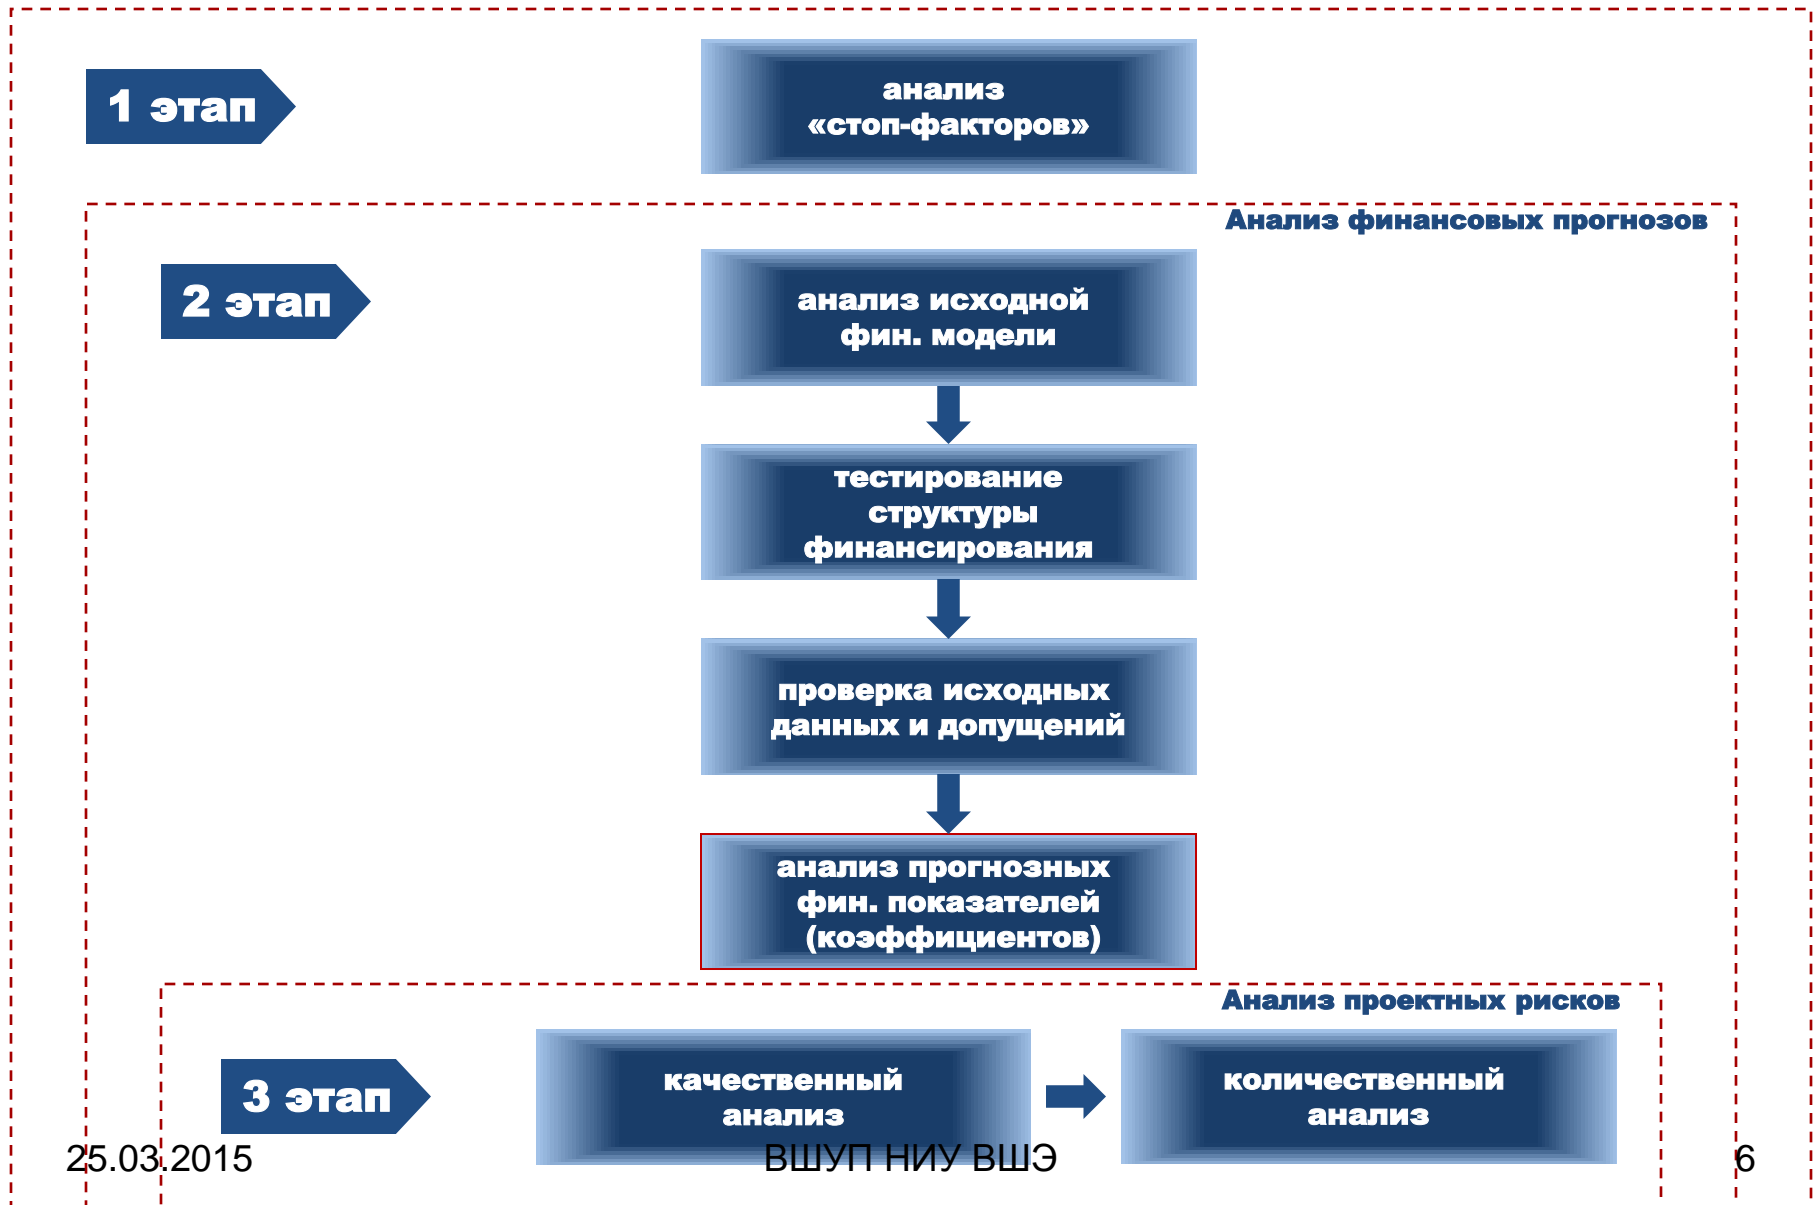 1 этап
анализ
«стоп-факторов»
Анализ финансовых прогнозов
2 этап
анализ исходной
фин. модели
тестирование
структуры
финансирования
проверка исходных
данных и допущений
анализ прогнозных
фин. показателей
(коэффициентов)
Анализ проектных рисков
3 этап
качественный
анализ
количественный
анализ
25.03.2015
ВШУП НИУ ВШЭ
6